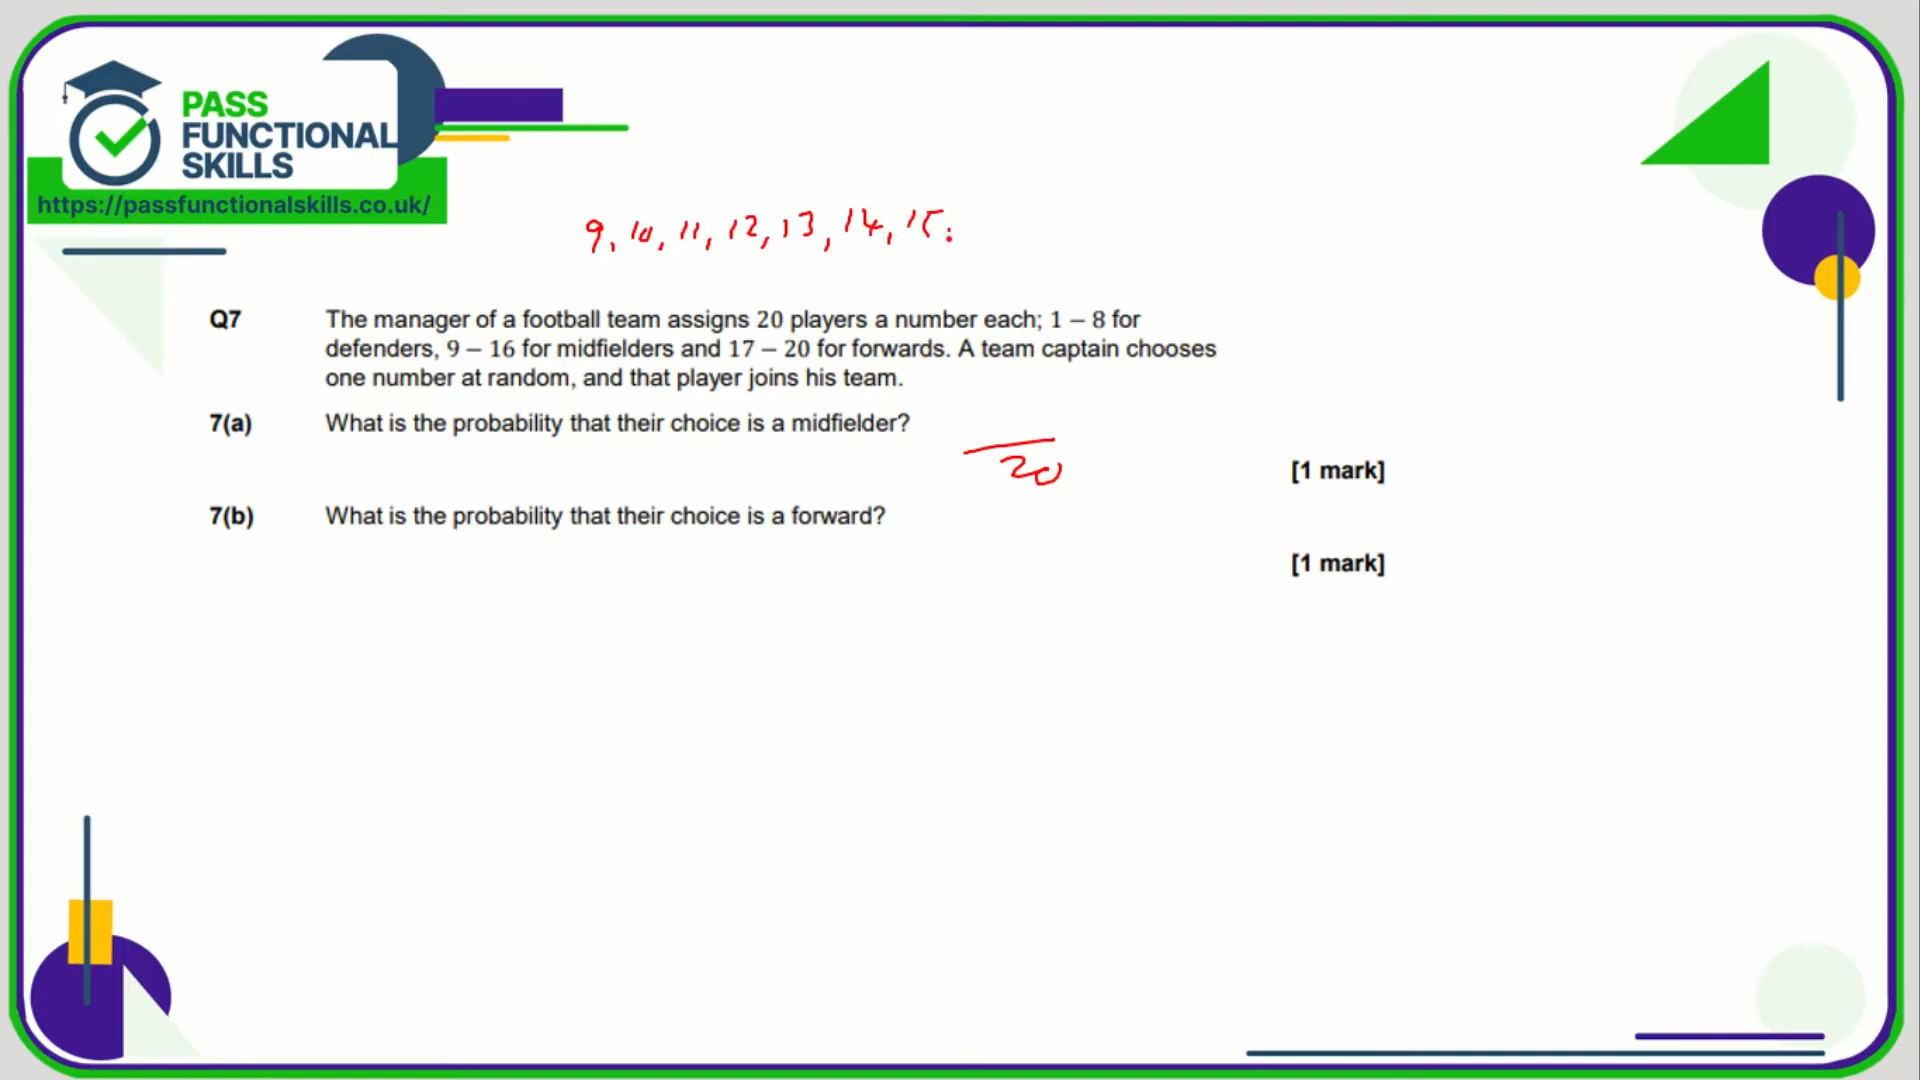 PASS
FUNCTIONAL
SKILLS
https://passfunctionalskills.co.uk/
9, 10, 11, 12, 13, 14, 15,
Q7 The manager of a football team assigns 20 players a number each; 1 – 8 for
defenders, 9 – 16 for midfielders and 17 – 20 for forwards. A team captain chooses
one number at random, and that player joins his team.
7(a) What is the probability that their choice is a midfielder?
20
[1 mark]
7(b) What is the probability that their choice is a forward?
[1 mark]